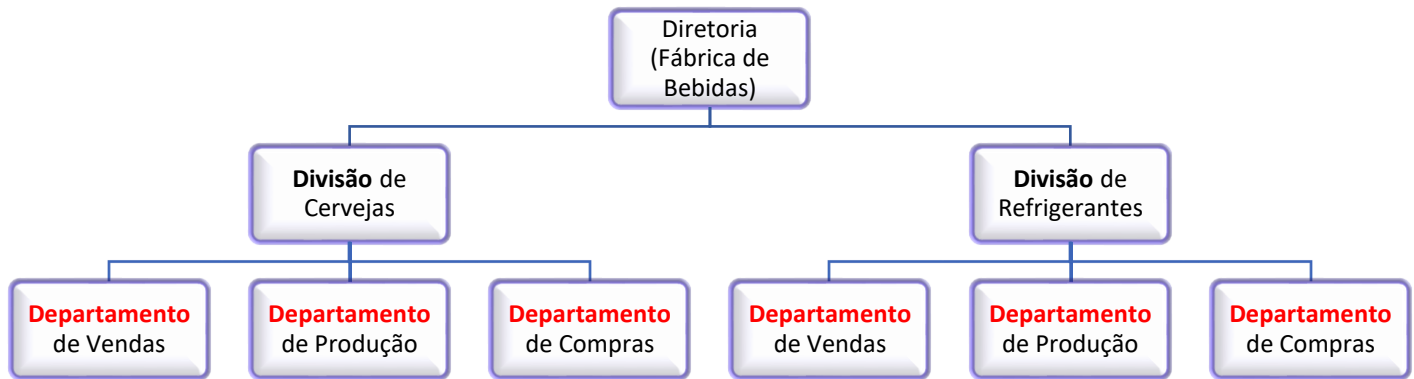 Diretoria
(Fábrica de
Bebidas)
Divisão de
Cervejas
Divisão de
Refrigerantes
Departamento
de Vendas
Departamento
de Produção
Departamento
de Compras
Departamento
de Vendas
Departamento
de Produção
Departamento
de Compras